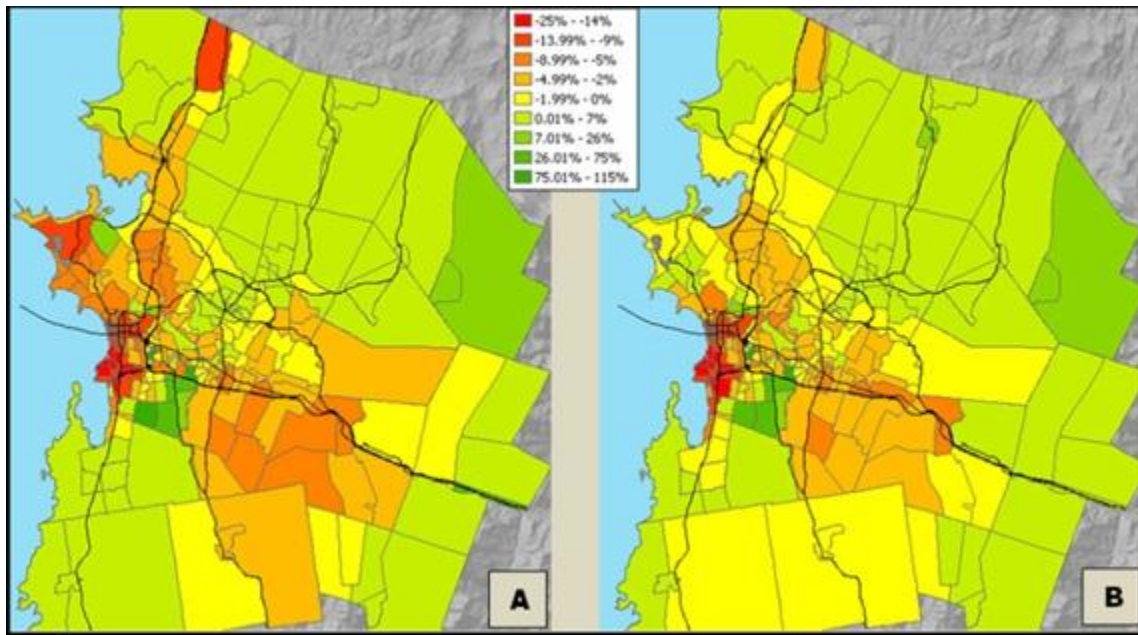 -25% - -14%
-13.99% - -9%
-8.99% - -5%
-4.99% - -2%
-1.99% - 0%
0.01% - 7%
7.01% - 26%
26.01% - 75%
75.01% - 115%
A
B